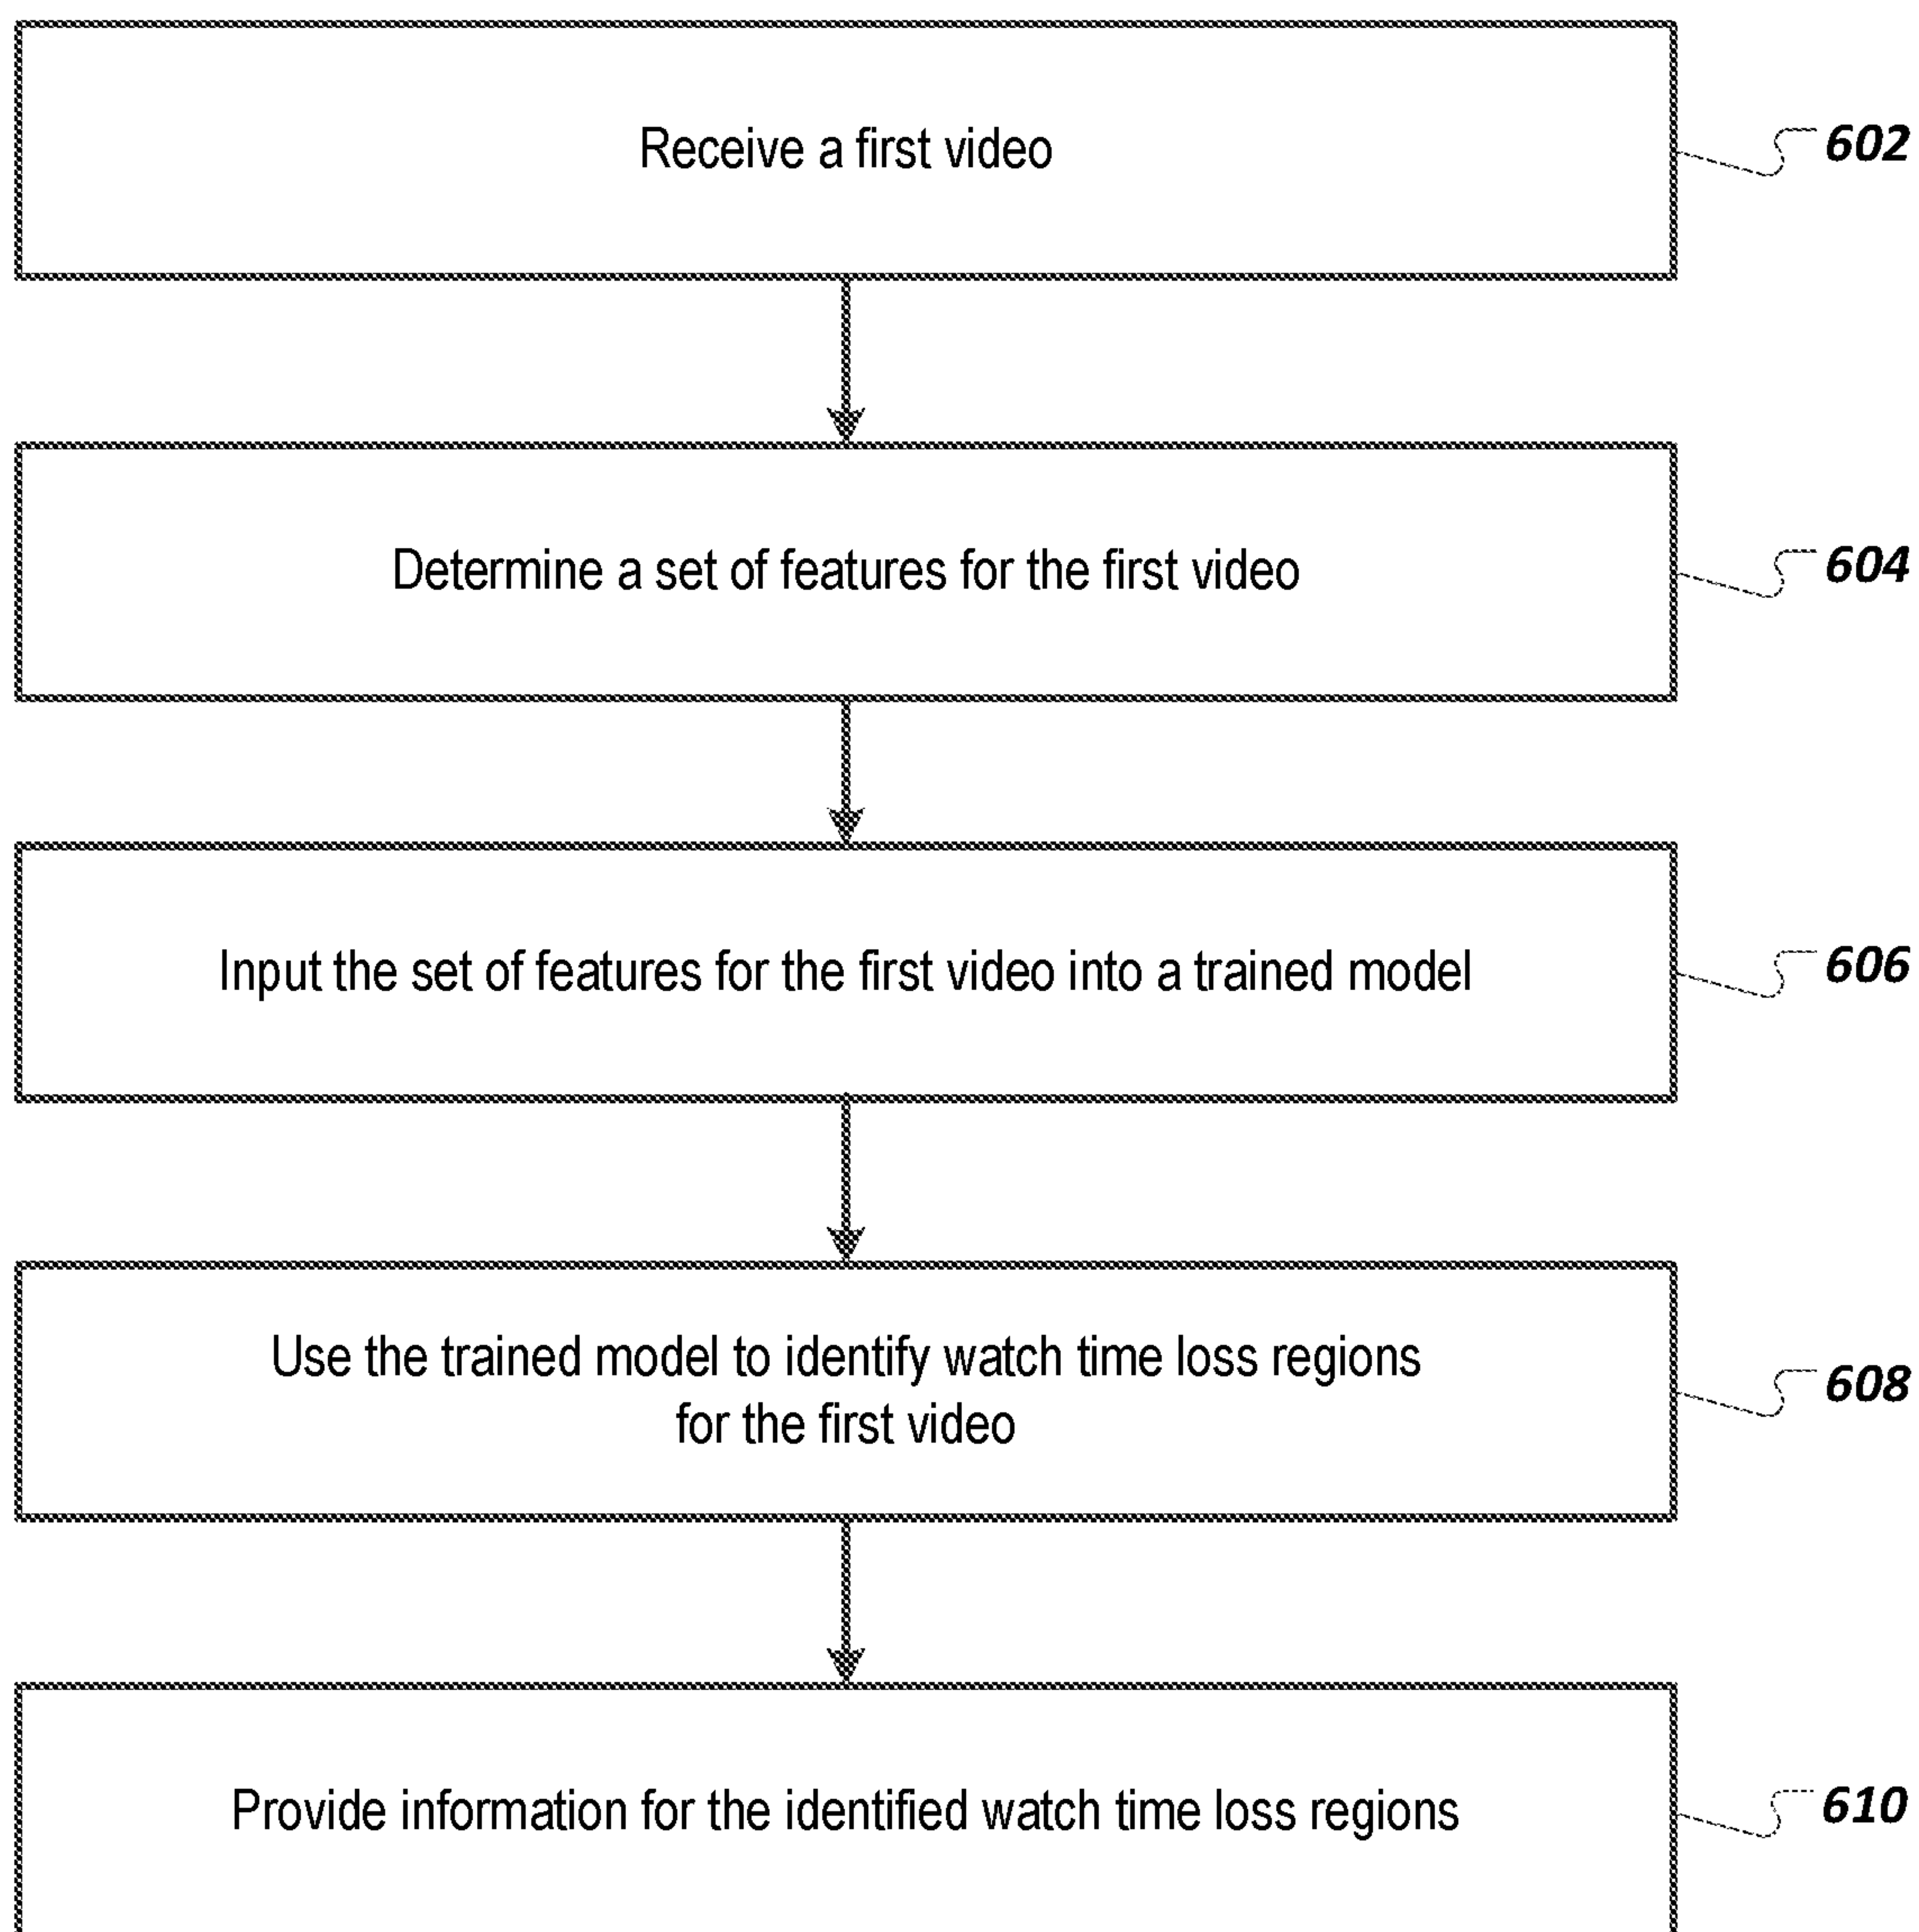 Receive a first video
602
Determine a set of features for the first video
604
Input the set of features for the first video into a trained model
606
Use the trained model to identify watch time loss regions
for the first video
608
Provide information for the identified watch time loss regions
610